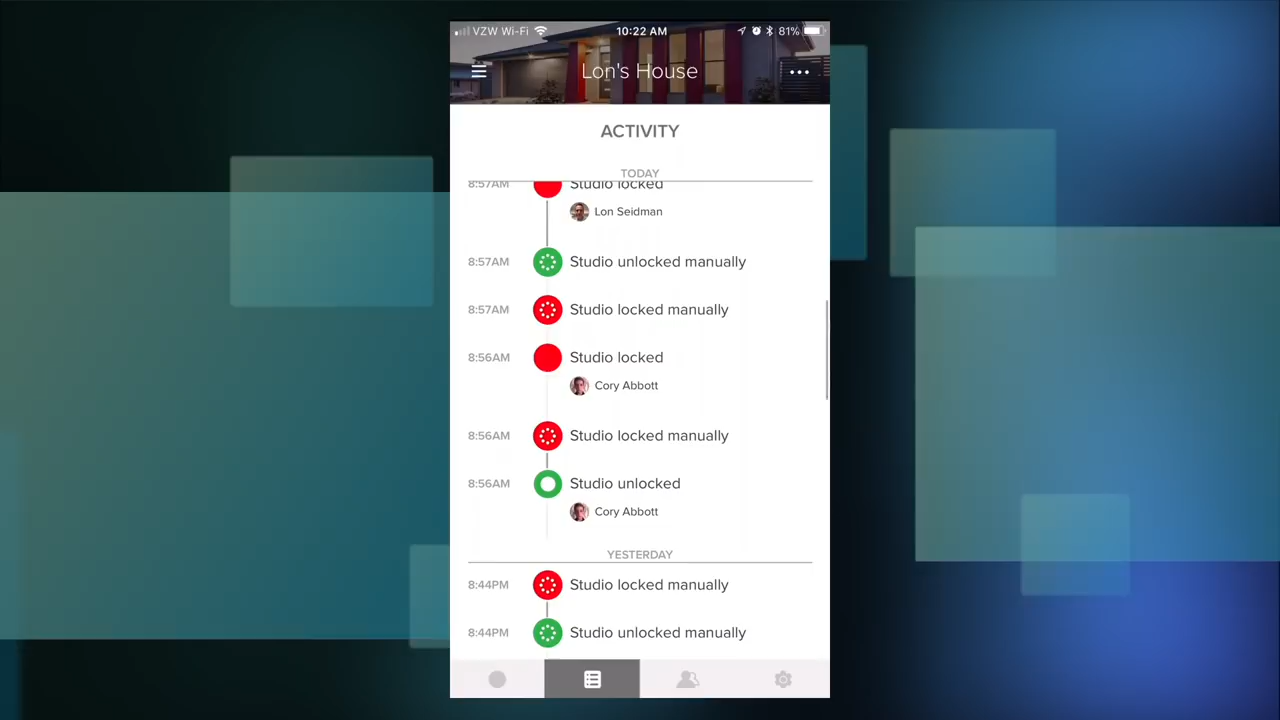 VZW Wi-Fi 10:22 AM 81%
Lon's House
ACTIVITY
TODAY
8:57AM Studio locked
Lon Seidman
8:57AM Studio unlocked manually
8:57AM Studio locked manually
8:56AM Studio locked
Cory Abbott
8:56AM Studio locked manually
8:56AM Studio unlocked
Cory Abbott
YESTERDAY
8:44PM Studio locked manually
8:44PM Studio unlocked manually